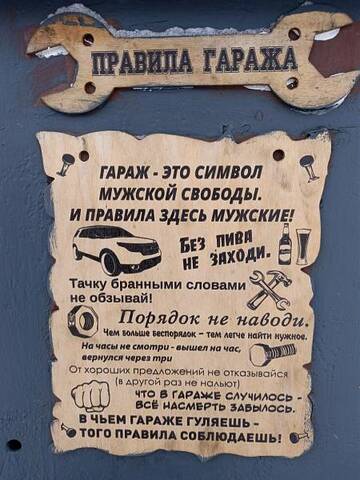 ПРАВИЛА ГАРАЖА
ГАРАЖ - ЭТО СИМВОЛ
МУЖСКОЙ СВОБОДЫ.
И ПРАВИЛА ЗДЕСЬ МУЖСКИЕ!
БЕЗ ПИВА
НЕ ЗАХОДИ.
Тачку бранными словами
не обзывай!
Порядок не наводи.
Чем больше беспорядок – тем легче найти нужное.
На часы не смотри - вышел на час,
вернулся через три
От хороших предложений не отказывайся
(в другой раз не нальют)
ЧТО В ГАРАЖЕ СЛУЧИЛОСЬ -
ВСЁ НАСМЕРТЬ ЗАБЫЛОСЬ.
В ЧЬЕМ ГАРАЖЕ ГУЛЯЕШЬ -
ТОГО ПРАВИЛА СОБЛЮДАЕШЬ!